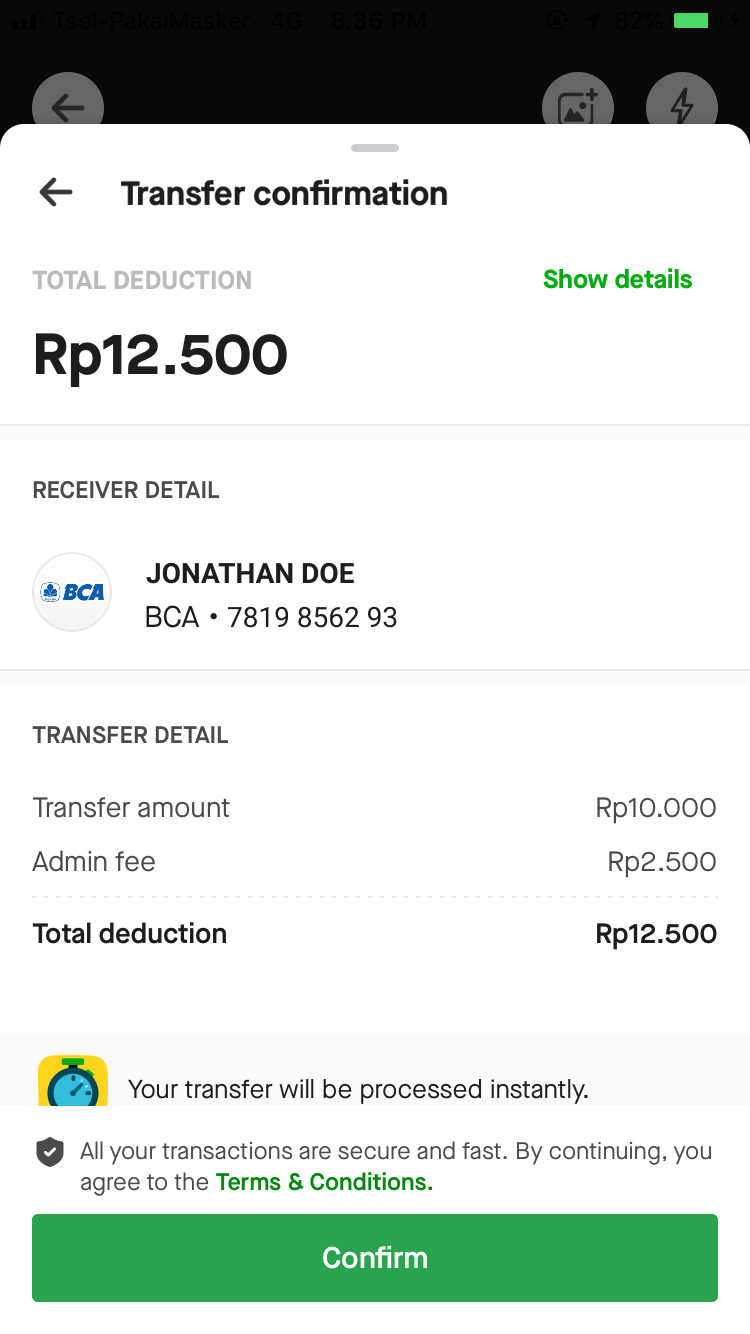 Tsel-PakaiMasker 4G 8.36 PM 82%
Transfer confirmation
TOTAL DEDUCTION Show details
Rp12.500
RECEIVER DETAIL
BCA
JONATHAN DOE
BCA • 7819 8562 93
TRANSFER DETAIL
Transfer amount Rp10.000
Admin fee Rp2.500
Total deduction Rp12.500
Your transfer will be processed instantly.
All your transactions are secure and fast. By continuing, you
agree to the Terms & Conditions.
Confirm